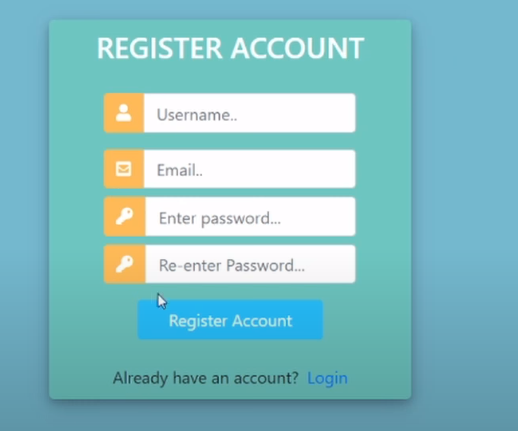 REGISTER ACCOUNT
Username..
Email..
Enter password...
Re-enter Password...
Register Account
Already have an account? Login